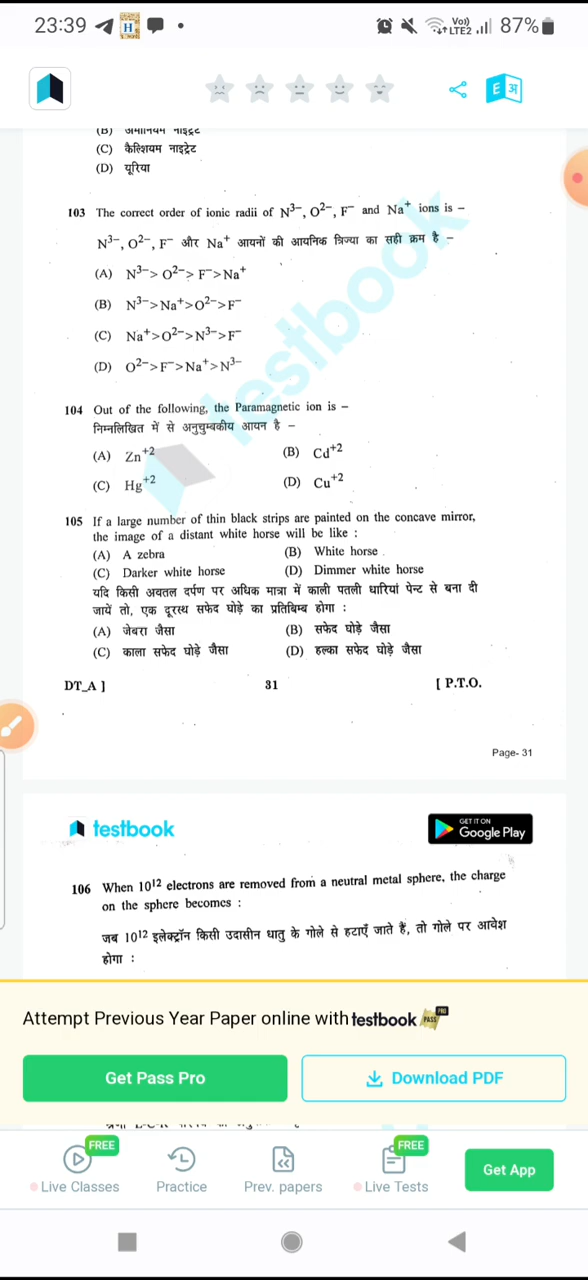 23:39 H Vo)) LTE2 87%
E अ
(B) अमोनियम नाइट्रेट
(C) कैल्शियम नाइट्रेट
(D) यूरिया
103 The correct order of ionic radii of N³⁻, O²⁻, F⁻ and Na⁺ ions is –
N³⁻, O²⁻, F⁻ और Na⁺ आयनों की आयनिक त्रिज्या का सही क्रम है –
(A) N³⁻> O²⁻> F⁻>Na⁺
(B) N³⁻>Na⁺>O²⁻>F⁻
(C) Na⁺>O²⁻>N³⁻>F⁻
(D) O²⁻>F⁻>Na⁺>N³⁻
testbook
104 Out of the following, the Paramagnetic ion is –
निम्नलिखित में से अनुचुम्बकीय आयन है –
(A) Zn⁺² (B) Cd⁺²
(C) Hg⁺² (D) Cu⁺²
105 If a large number of thin black strips are painted on the concave mirror,
the image of a distant white horse will be like :
(A) A zebra (B) White horse
(C) Darker white horse (D) Dimmer white horse
यदि किसी अवतल दर्पण पर अधिक मात्रा में काली पतली धारियां पेन्ट से बना दी
जायें तो, एक दूरस्थ सफेद घोड़े का प्रतिबिम्ब होगा :
(A) जेबरा जैसा (B) सफेद घोड़े जैसा
(C) काला सफेद घोड़े जैसा (D) हल्का सफेद घोड़े जैसा
DT_A ] 31 [ P.T.O.
Page- 31
testbook GET IT ON
Google Play
106 When 10¹² electrons are removed from a neutral metal sphere, the charge
on the sphere becomes :
जब 10¹² इलेक्ट्रॉन किसी उदासीन धातु के गोले से हटाएँ जाते हैं, तो गोले पर आवेश
होगा :
Attempt Previous Year Paper online with testbook PASS PRO
Get Pass Pro Download PDF
FREE FREE
Live Classes Practice Prev. papers Live Tests Get App